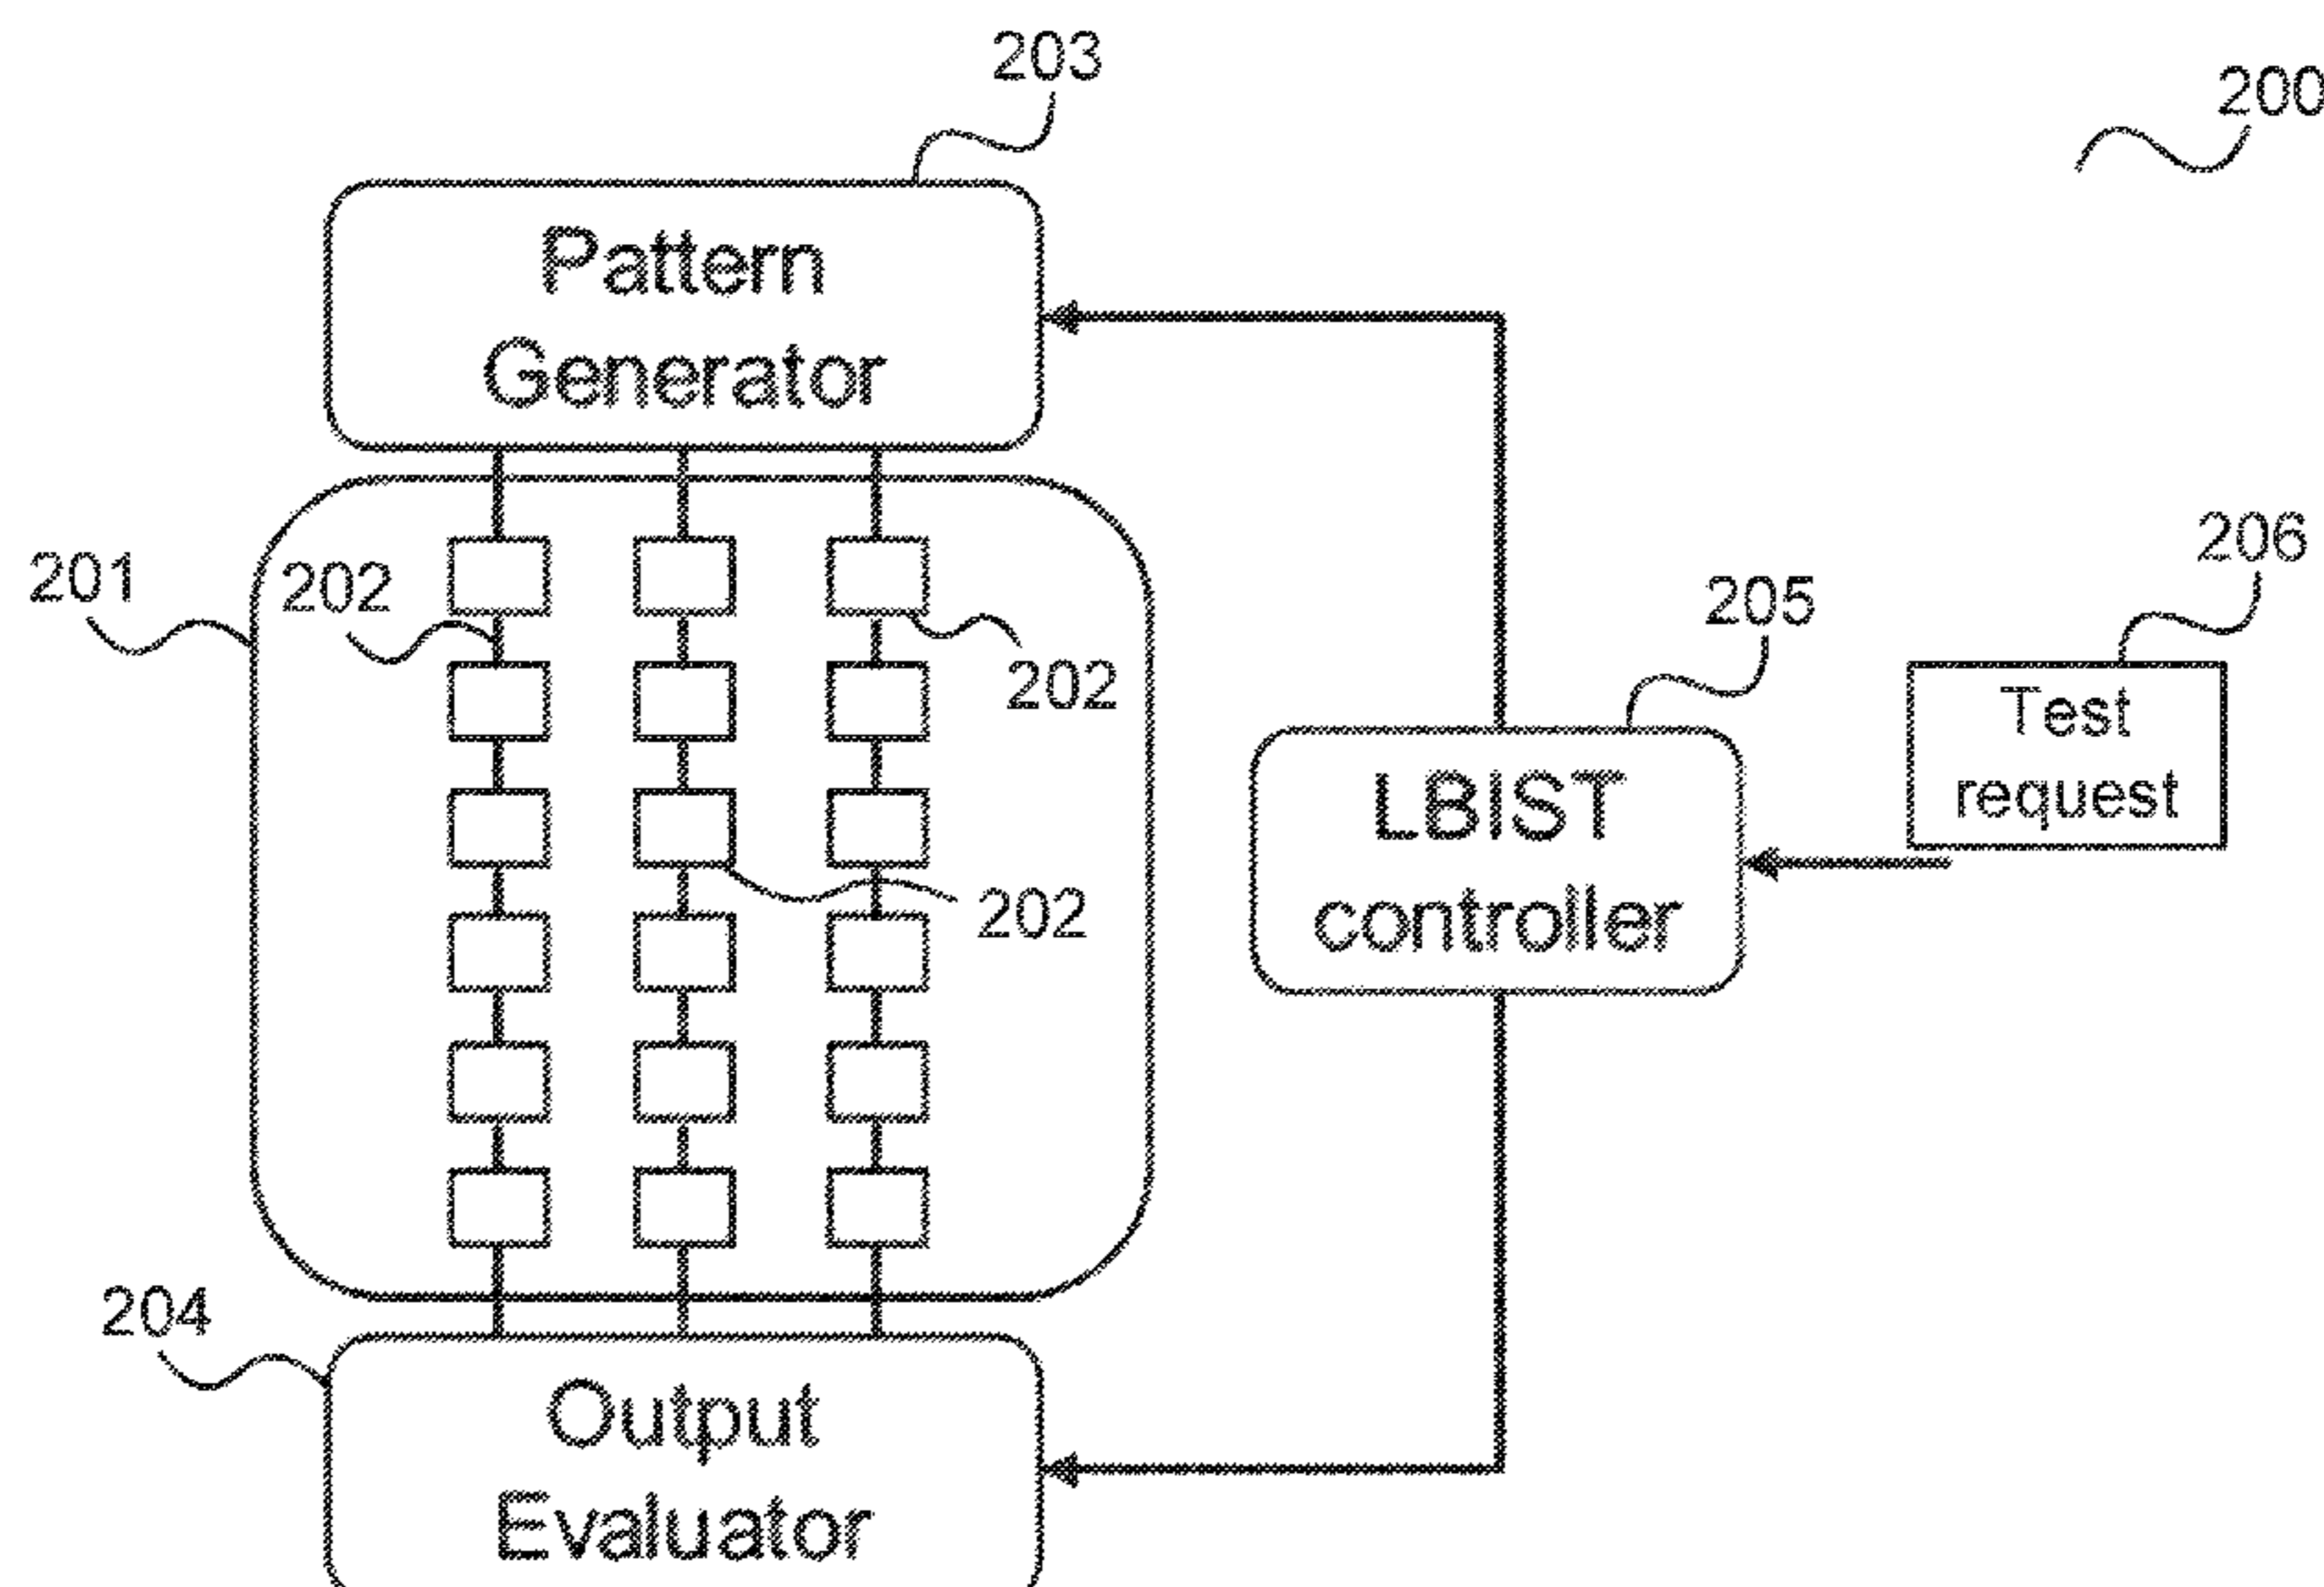 203
200
Pattern
Generator
201
202
206
205
202
Test
request
LBIST
controller
202
204
Output
Evaluator